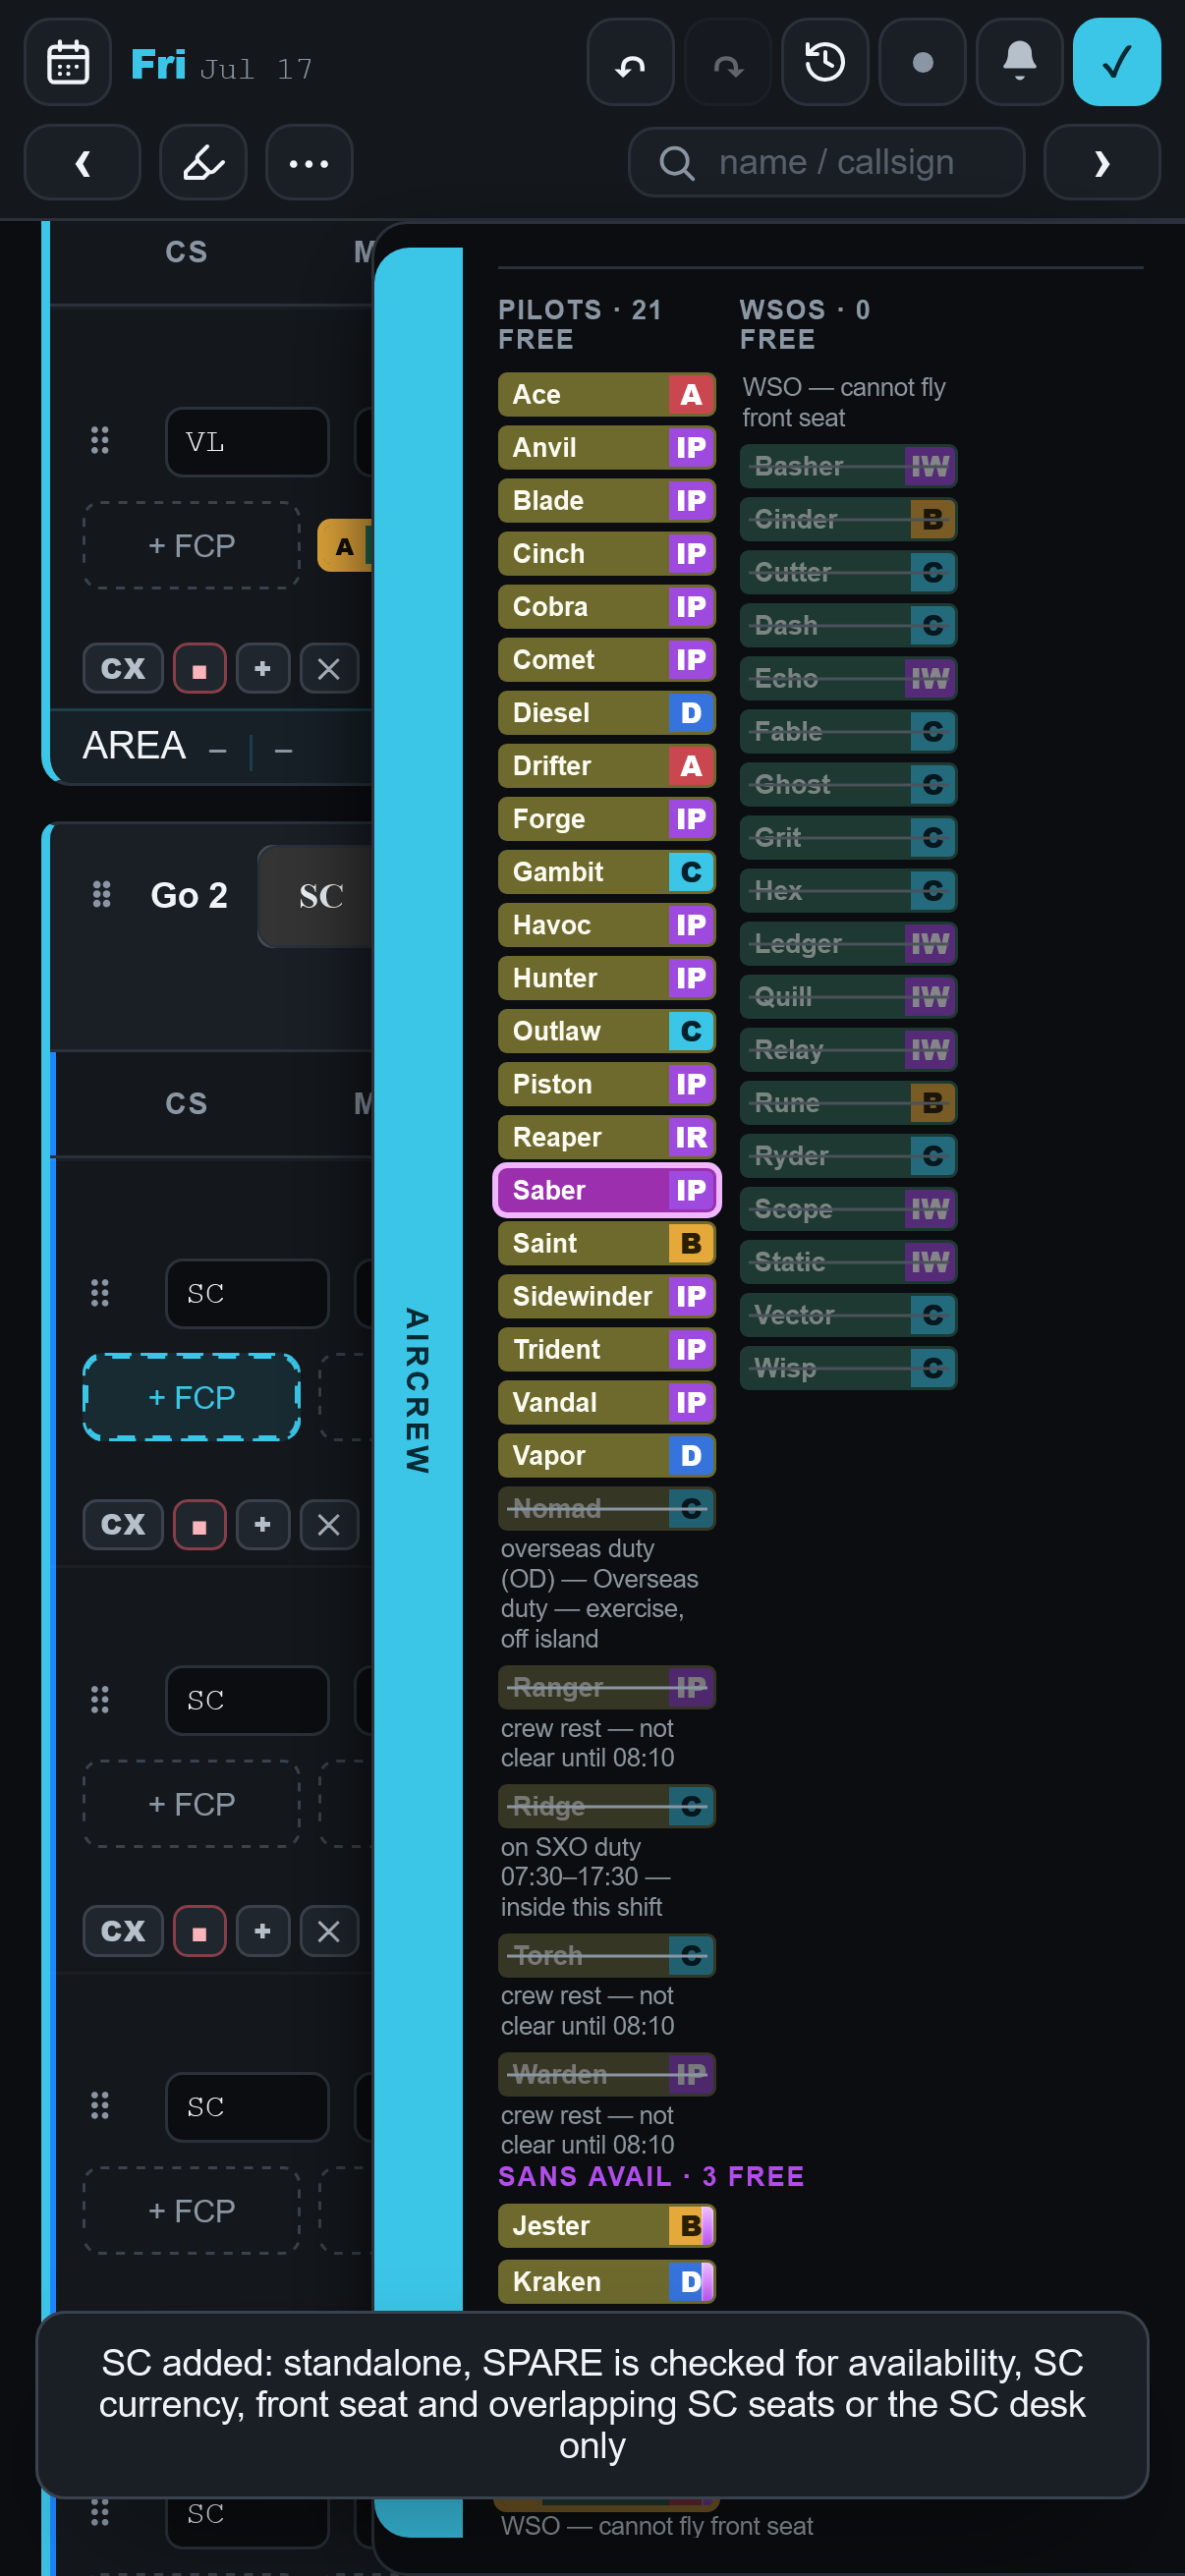 Fri Jul 17
name / callsign
CS
M
VL
+ FCP
A
CX
+
AREA – | –
Go 2
SC
CS
M
SC
+ FCP
CX
+
SC
+ FCP
CX
+
SC
+ FCP
SC
AIRCREW
PILOTS · 21
FREE
Ace A
Anvil IP
Blade IP
Cinch IP
Cobra IP
Comet IP
Diesel D
Drifter A
Forge IP
Gambit C
Havoc IP
Hunter IP
Outlaw C
Piston IP
Reaper IR
Saber IP
Saint B
Sidewinder IP
Trident IP
Vandal IP
Vapor D
Nomad C
overseas duty
(OD) — Overseas
duty — exercise,
off island
Ranger IP
crew rest — not
clear until 08:10
Ridge C
on SXO duty
07:30–17:30 —
inside this shift
Torch C
crew rest — not
clear until 08:10
Warden IP
crew rest — not
clear until 08:10
WSOS · 0
FREE
WSO — cannot fly
front seat
Basher IW
Cinder B
Cutter C
Dash C
Echo IW
Fable C
Ghost C
Grit C
Hex C
Ledger IW
Quill IW
Relay IW
Rune B
Ryder C
Scope IW
Static IW
Vector C
Wisp C
SANS AVAIL · 3 FREE
Jester B
Kraken D
SC added: standalone, SPARE is checked for availability, SC
currency, front seat and overlapping SC seats or the SC desk
only
WSO — cannot fly front seat